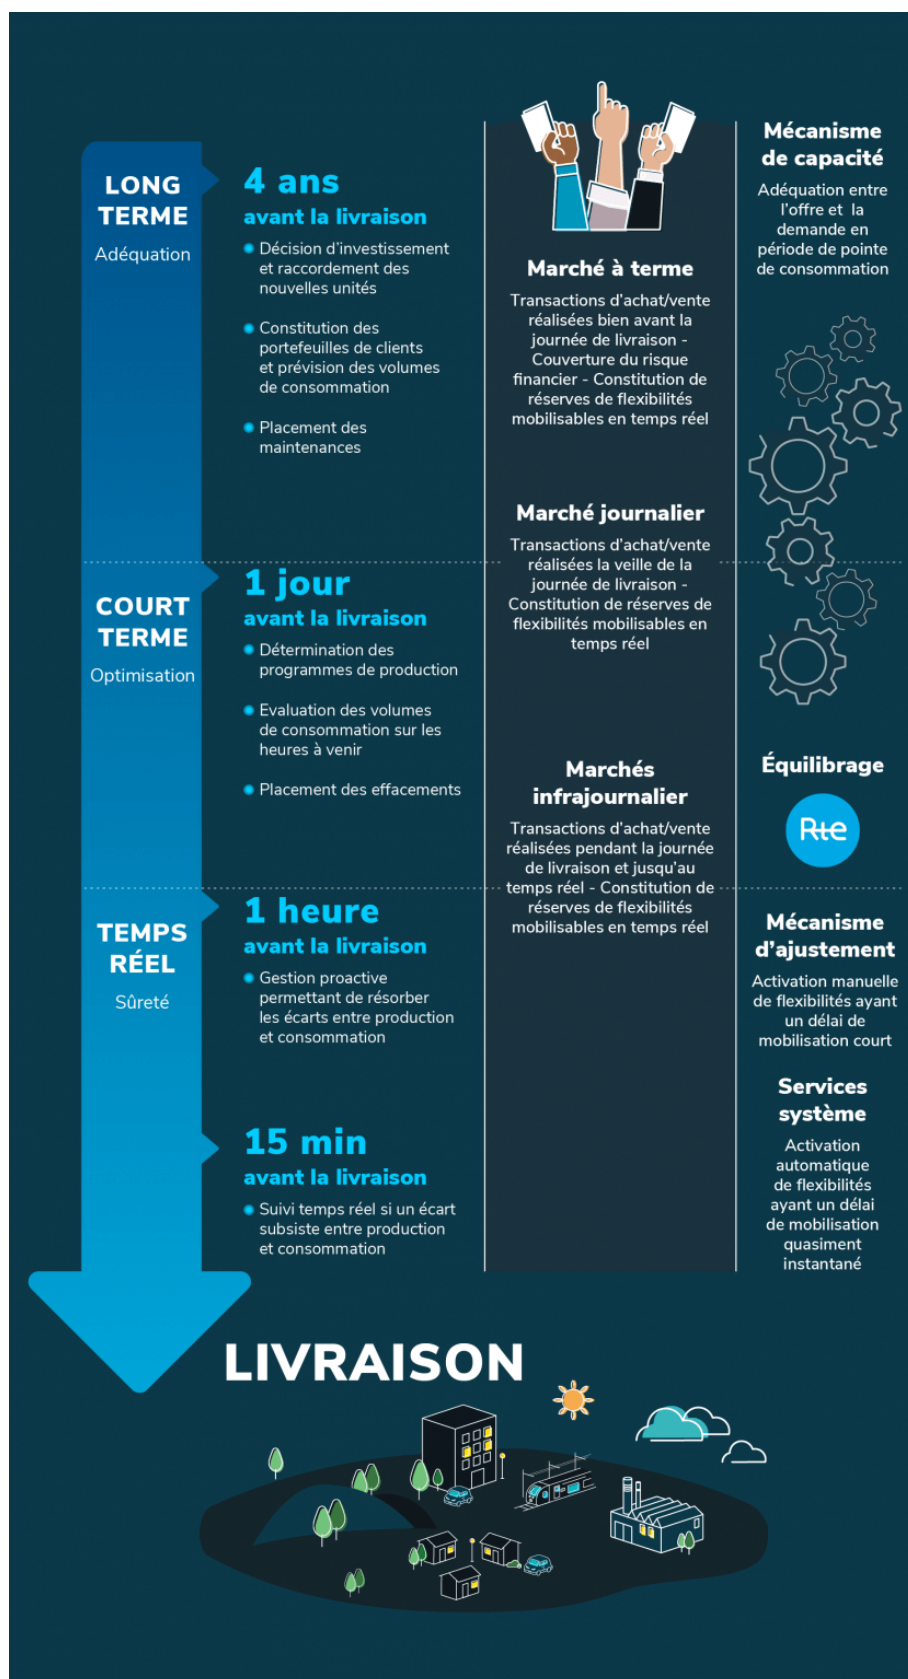 LONG
TERME
Adéquation
4 ans
avant la livraison
Décision d'investissement
et raccordement des
nouvelles unités
Constitution des
portefeuilles de clients
et prévision des volumes
de consommation
Placement des
maintenances
Marché à terme
Transactions d'achat/vente
réalisées bien avant la
journée de livraison -
Couverture du risque
financier - Constitution de
réserves de flexibilités
mobilisables en temps réel
Mécanisme
de capacité
Adéquation entre
l'offre et la
demande en
période de pointe
de consommation
Marché journalier
Transactions d'achat/vente
réalisées la veille de la
journée de livraison -
Constitution de réserves de
flexibilités mobilisables en
temps réel
COURT
TERME
Optimisation
1 jour
avant la livraison
Détermination des
programmes de production
Evaluation des volumes
de consommation sur les
heures à venir
Placement des effacements
Marchés
infrajournalier
Transactions d'achat/vente
réalisées pendant la journée
de livraison et jusqu'au
temps réel - Constitution de
réserves de flexibilités
mobilisables en temps réel
Équilibrage
Rte
TEMPS
RÉEL
Sûreté
1 heure
avant la livraison
Gestion proactive
permettant de résorber
les écarts entre production
et consommation
Mécanisme
d'ajustement
Activation manuelle
de flexibilités ayant
un délai de
mobilisation court
15 min
avant la livraison
Suivi temps réel si un écart
subsiste entre production
et consommation
Services
système
Activation
automatique
de flexibilités
ayant un délai
de mobilisation
quasiment
instantané
LIVRAISON